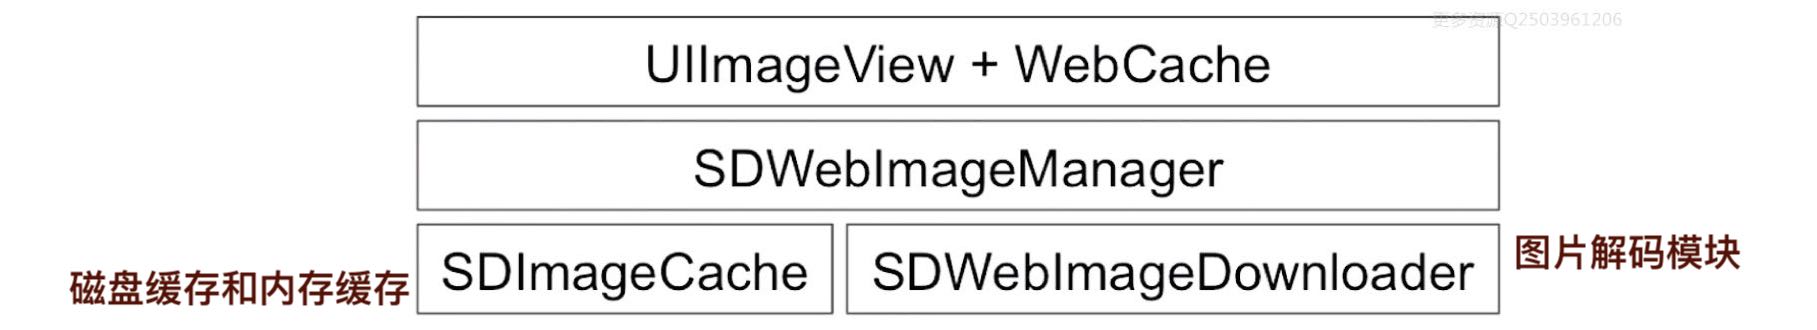 更多资源Q2503961206
UIImageView + WebCache
SDWebImageManager
磁盘缓存和内存缓存
SDImageCache
SDWebImageDownloader
图片解码模块